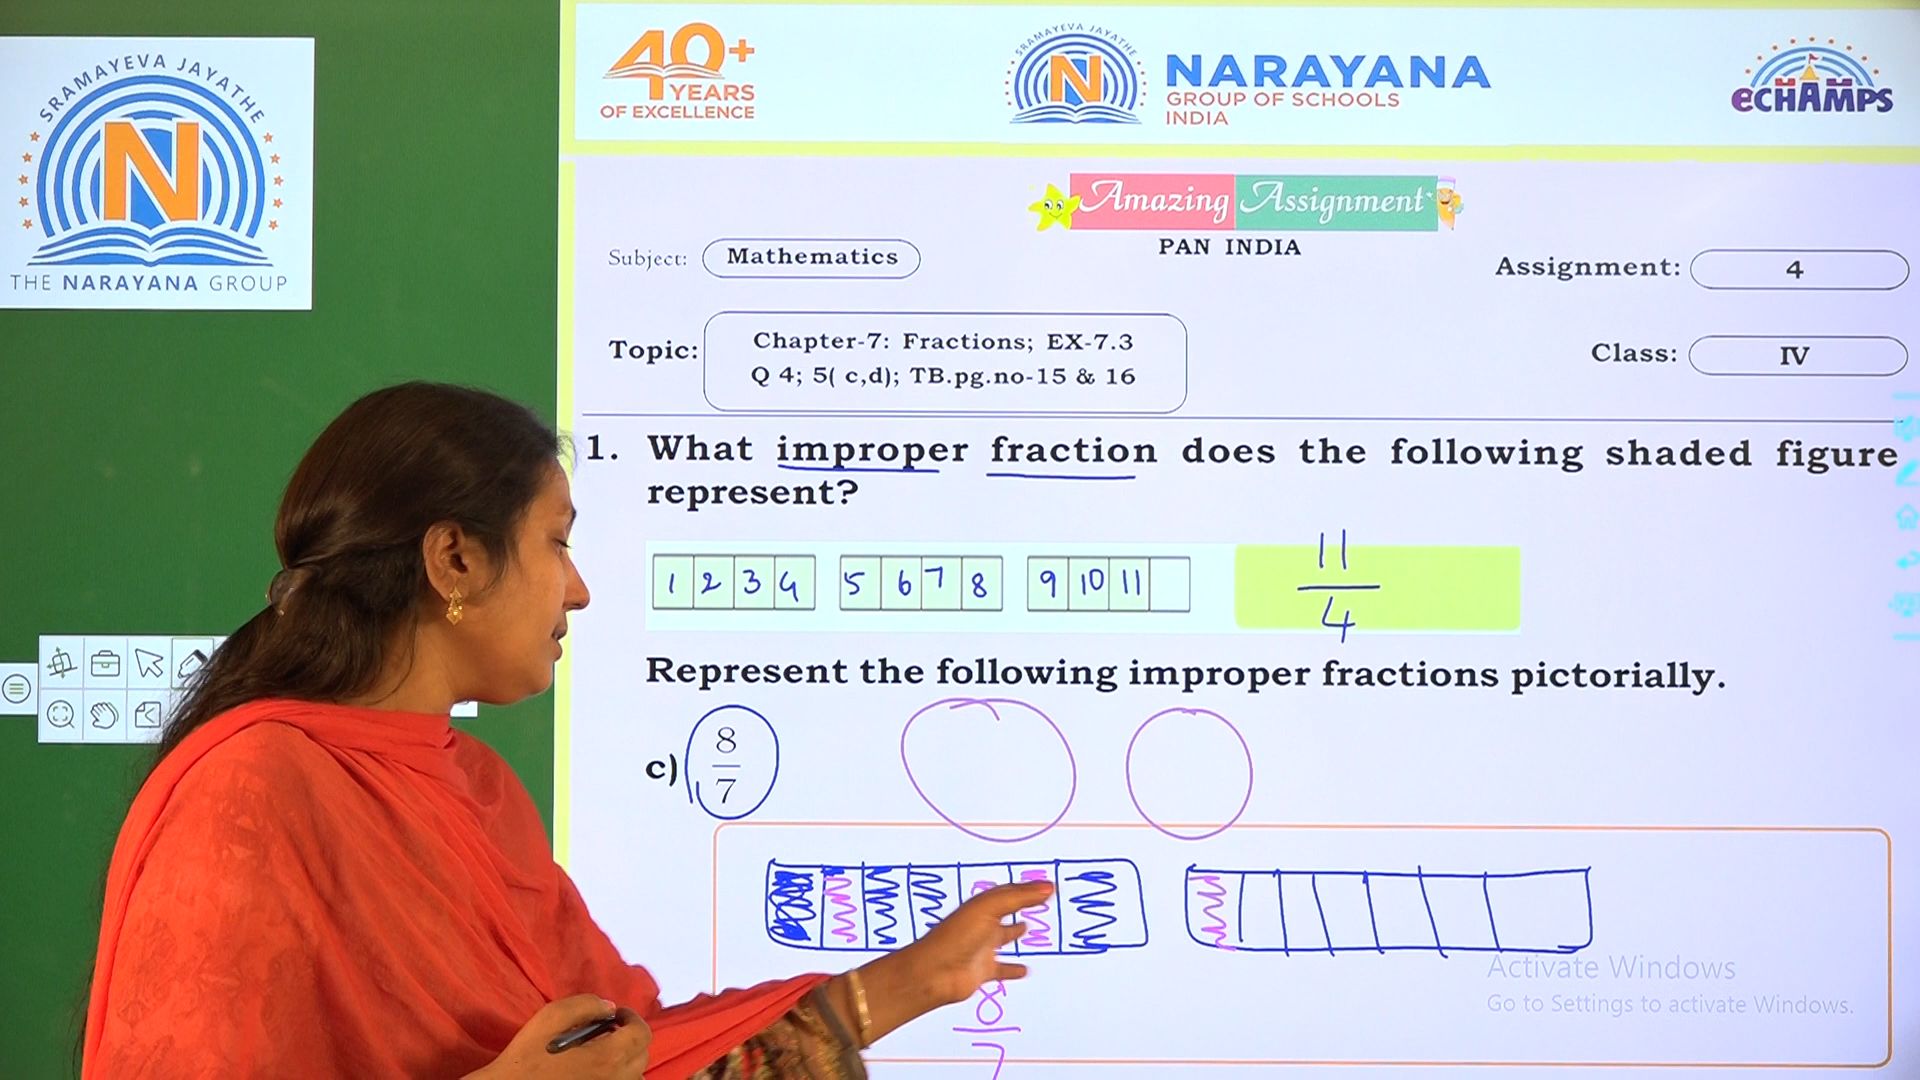 SRAMAYEVA JAYATHE
N
THE NARAYANA GROUP
40+
YEARS
OF EXCELLENCE
SRAMAYEVA JAYATHE
N
NARAYANA
GROUP OF SCHOOLS
INDIA
eCHAMPS
Amazing Assignment
PAN INDIA
Subject: Mathematics
Assignment: 4
Topic: Chapter-7: Fractions; EX-7.3
Q 4; 5( c,d); TB.pg.no-15 & 16
Class: IV
1. What improper fraction does the following shaded figure
represent?
1 2 3 4 5 6 7 8 9 10 11
11
4
Represent the following improper fractions pictorially.
c) 8
7
8
7
Activate Windows
Go to Settings to activate Windows.